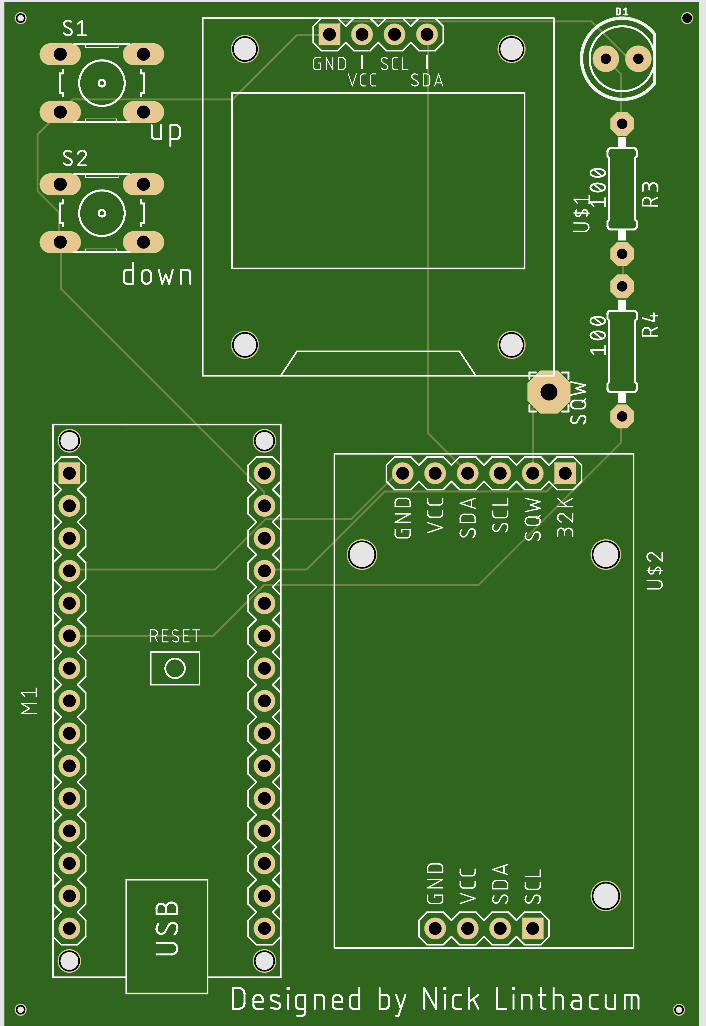 S1
D1
GND
SCL
VCC
SDA
up
S2
100
R3
U$1
down
100
R4
SQW
GND
VCC
SDA
SCL
SQW
32K
U$2
RESET
M1
GND
VCC
SDA
SCL
USB
Designed by Nick Linthacum